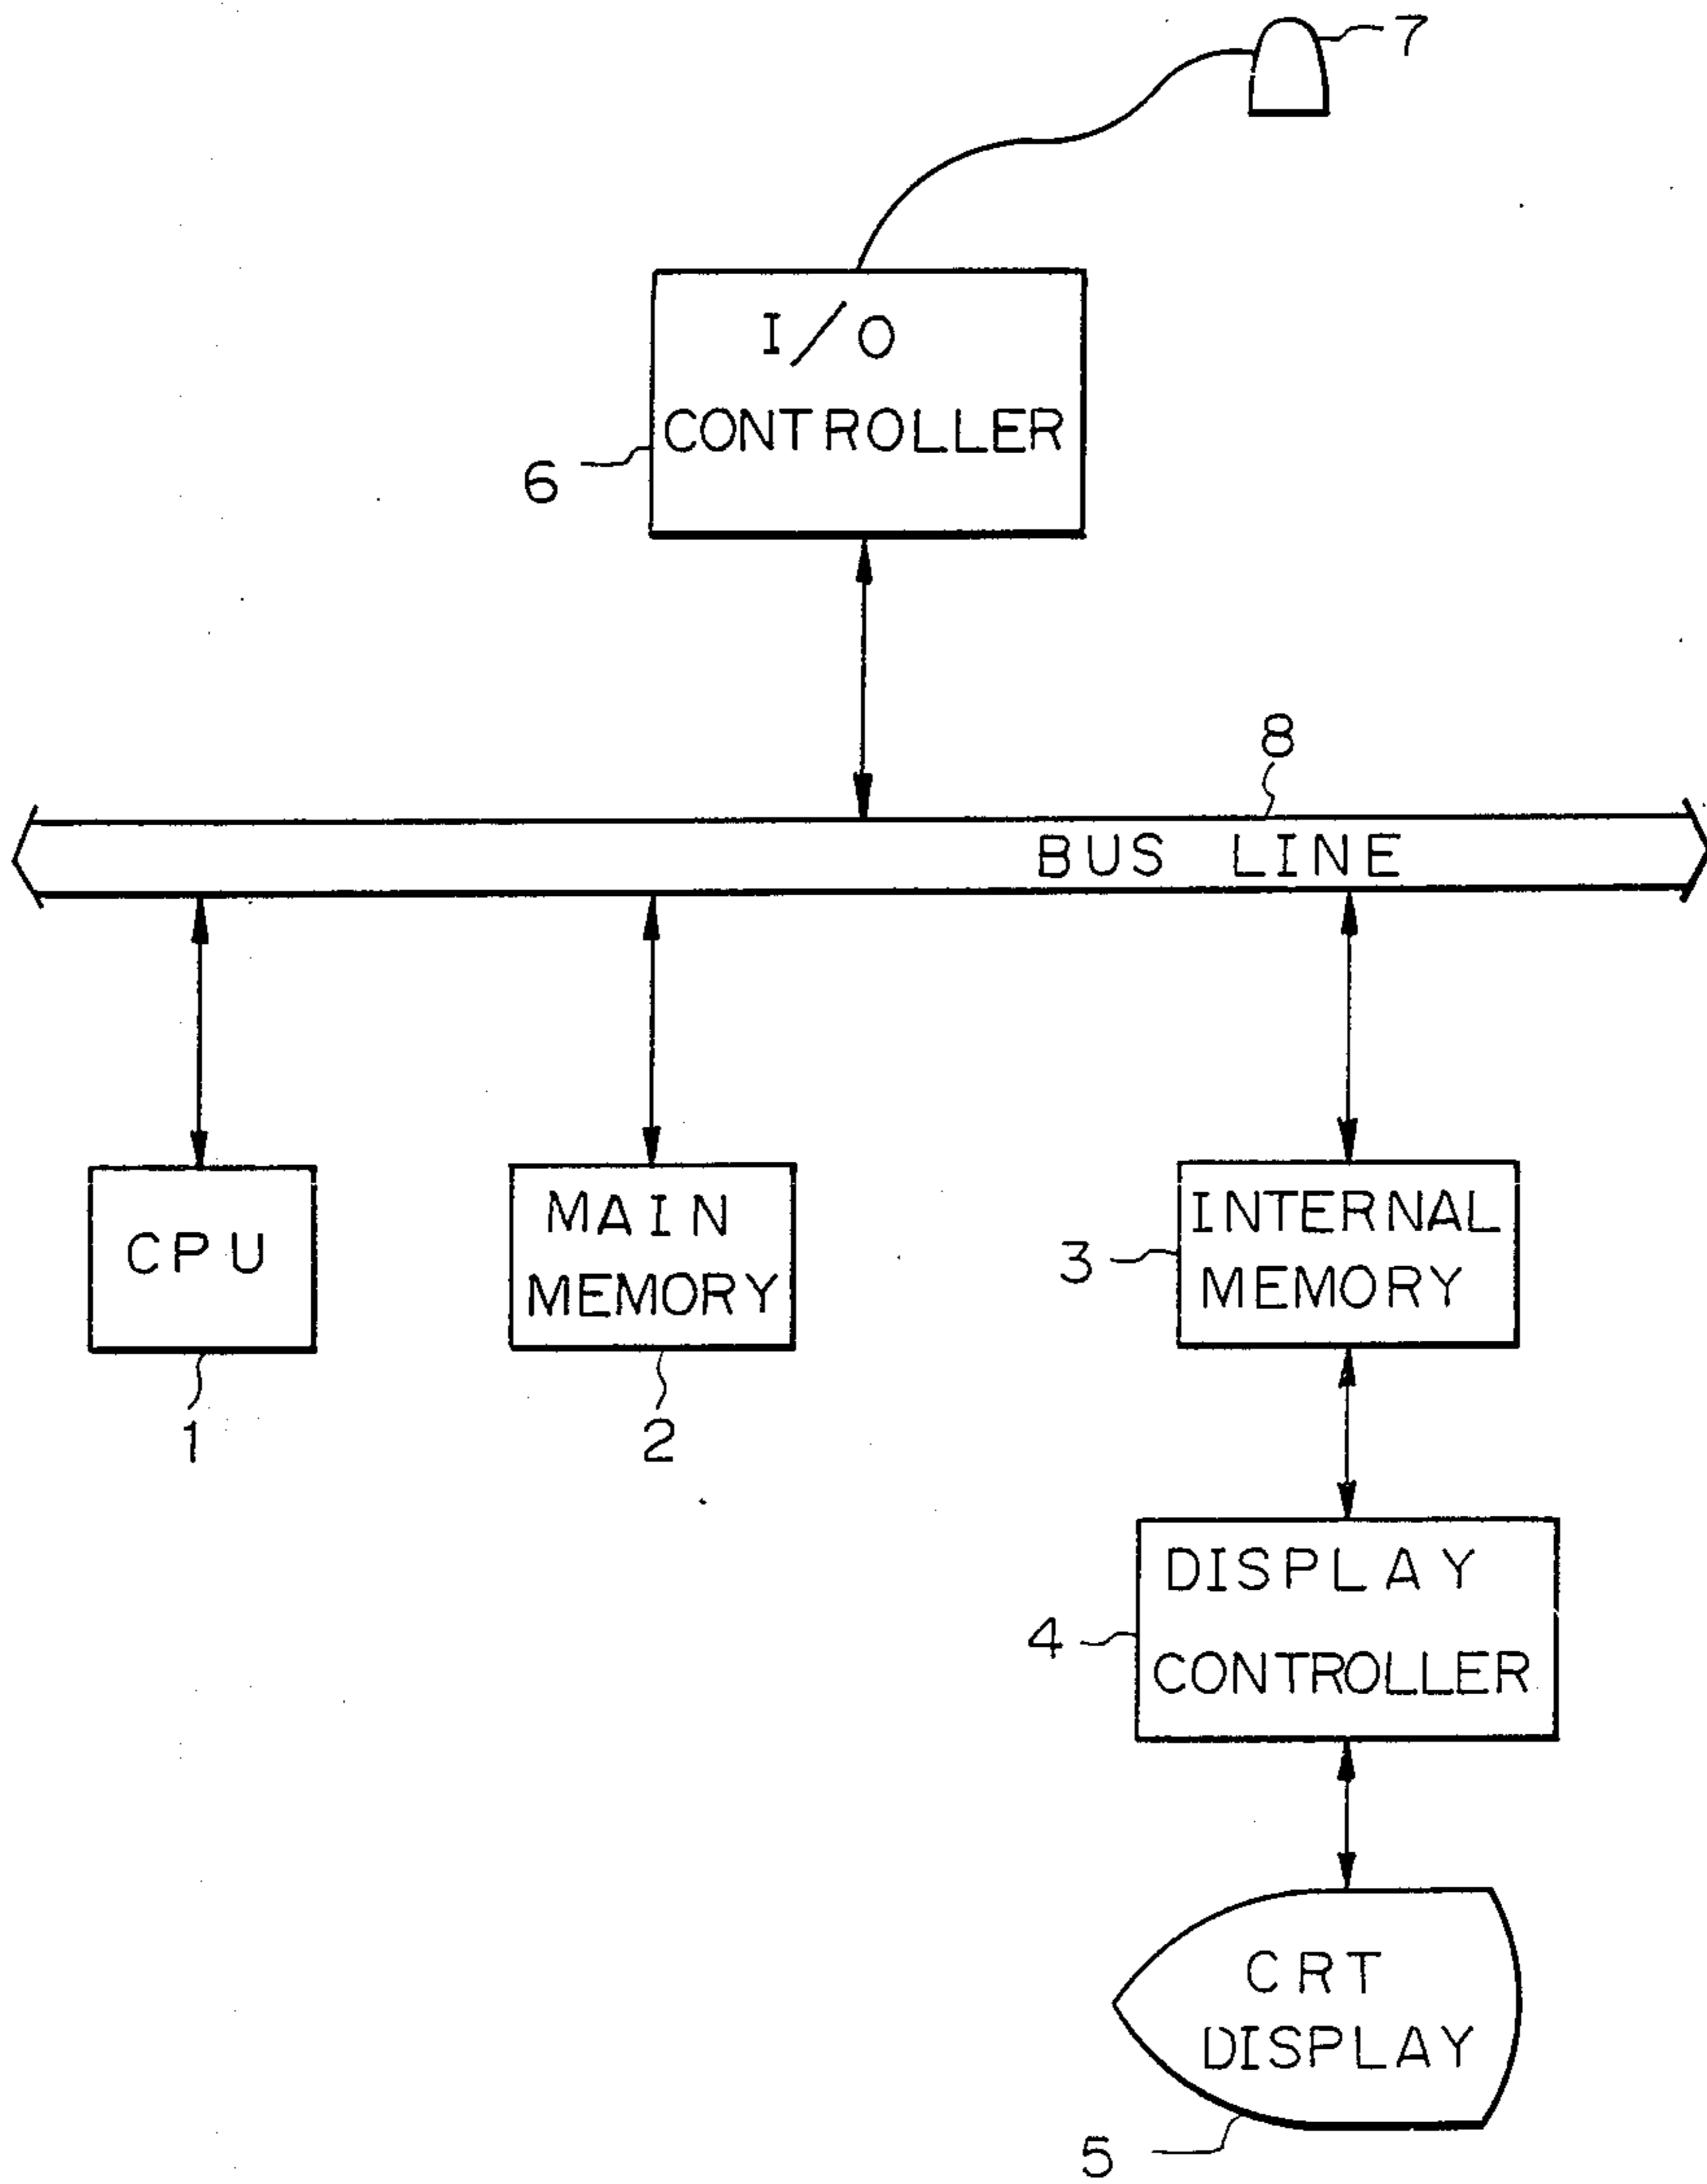 7
I/O
CONTROLLER
6
8
BUS LINE
CPU
1
MAIN
MEMORY
2
INTERNAL
MEMORY
3
DISPLAY
CONTROLLER
4
CRT
DISPLAY
5